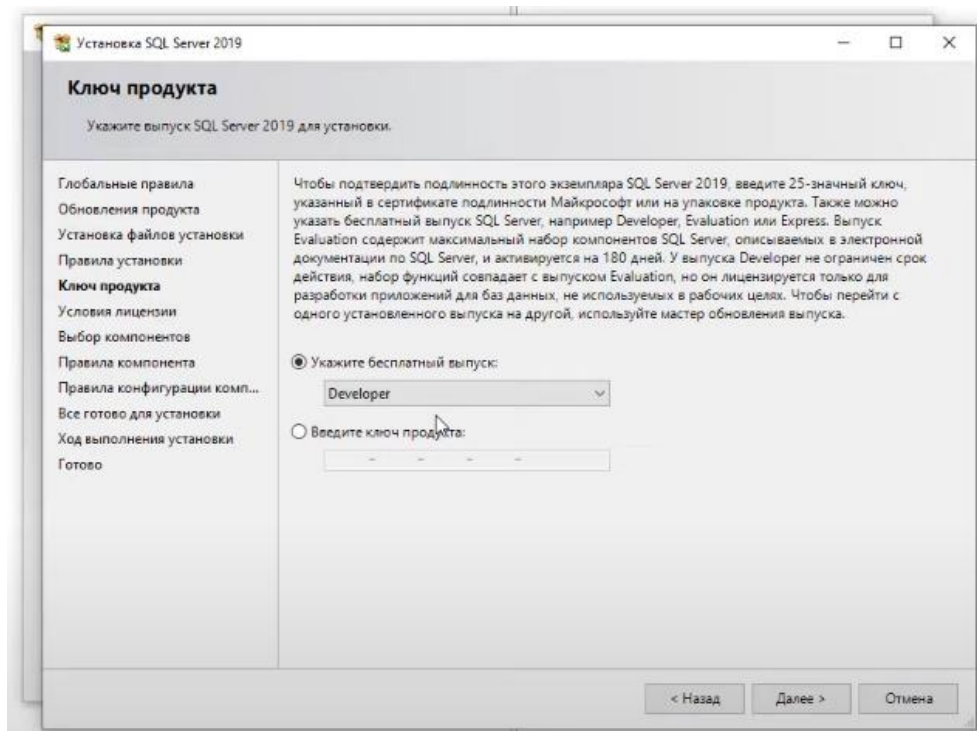 Установка SQL Server 2019
Ключ продукта
Укажите выпуск SQL Server 2019 для установки.
Глобальные правила
Обновления продукта
Установка файлов установки
Правила установки
Ключ продукта
Условия лицензии
Выбор компонентов
Правила компонента
Правила конфигурации комп...
Все готово для установки
Ход выполнения установки
Готово
Чтобы подтвердить подлинность этого экземпляра SQL Server 2019, введите 25-значный ключ,
указанный в сертификате подлинности Майкрософт или на упаковке продукта. Также можно
указать бесплатный выпуск SQL Server, например Developer, Evaluation или Express. Выпуск
Evaluation содержит максимальный набор компонентов SQL Server, описываемых в электронной
документации по SQL Server, и активируется на 180 дней. У выпуска Developer не ограничен срок
действия, набор функций совпадает с выпуском Evaluation, но он лицензируется только для
разработки приложений для баз данных, не используемых в рабочих целях. Чтобы перейти с
одного установленного выпуска на другой, используйте мастер обновления выпуска.
Укажите бесплатный выпуск:
Developer
Введите ключ продукта:
– – – –
< Назад
Далее >
Отмена